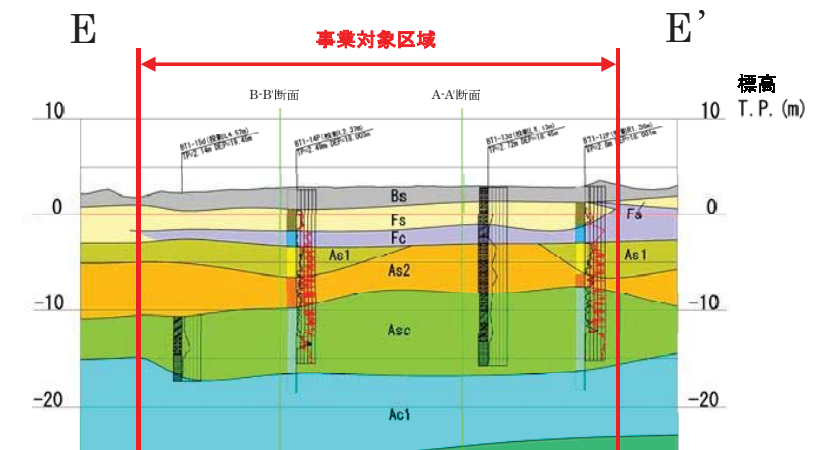 E
E’
事業対象区域
B-B'断面
A-A'断面
標高
10
10
T.P. (m)
Bs
0
0
Fs
Fs
Fc
As1
As1
As2
-10
-10
Asc
-20
-20
Ac1